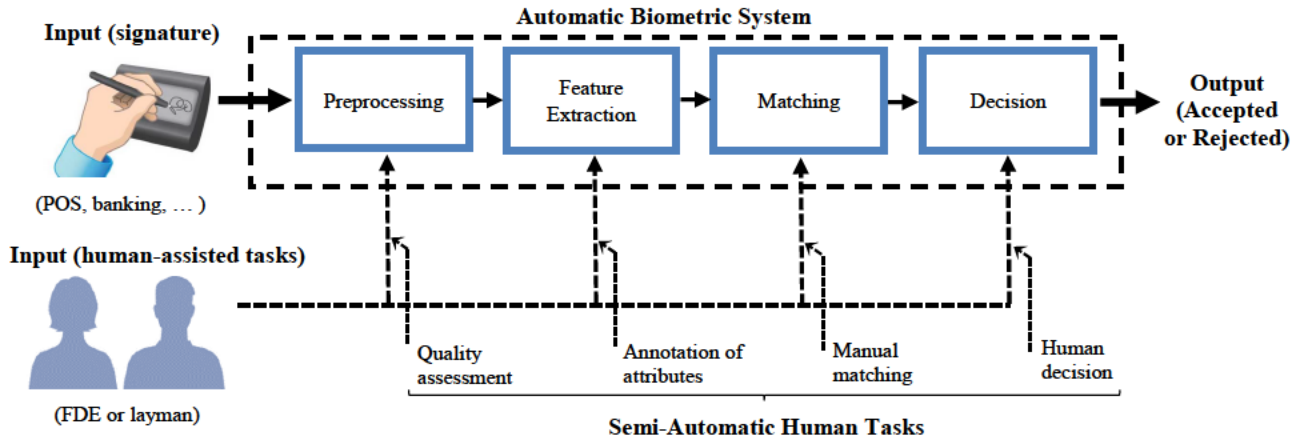 Automatic Biometric System
Input (signature)
Preprocessing
Feature
Extraction
Matching
Decision
Output
(Accepted
or Rejected)
(POS, banking, … )
Input (human-assisted tasks)
(FDE or layman)
Quality
assessment
Annotation of
attributes
Manual
matching
Human
decision
Semi-Automatic Human Tasks